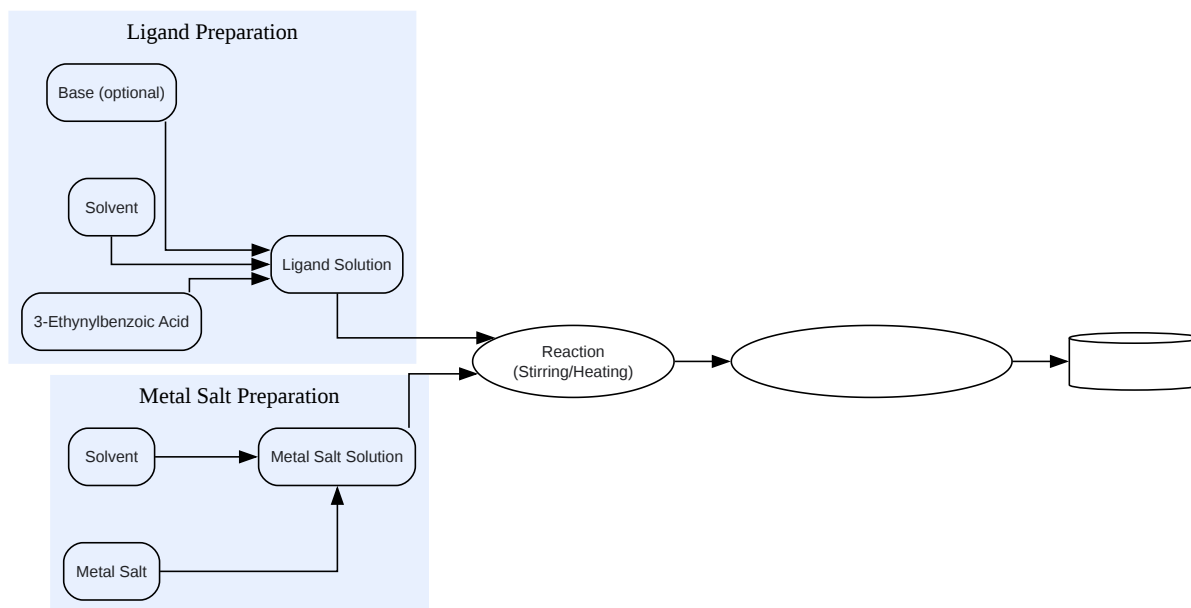 Ligand Preparation
Base (optional)
Solvent
Ligand Solution
3-Ethynylbenzoic Acid
Reaction
(Stirring/Heating)
Metal Salt Preparation
Solvent
Metal Salt Solution
Metal Salt